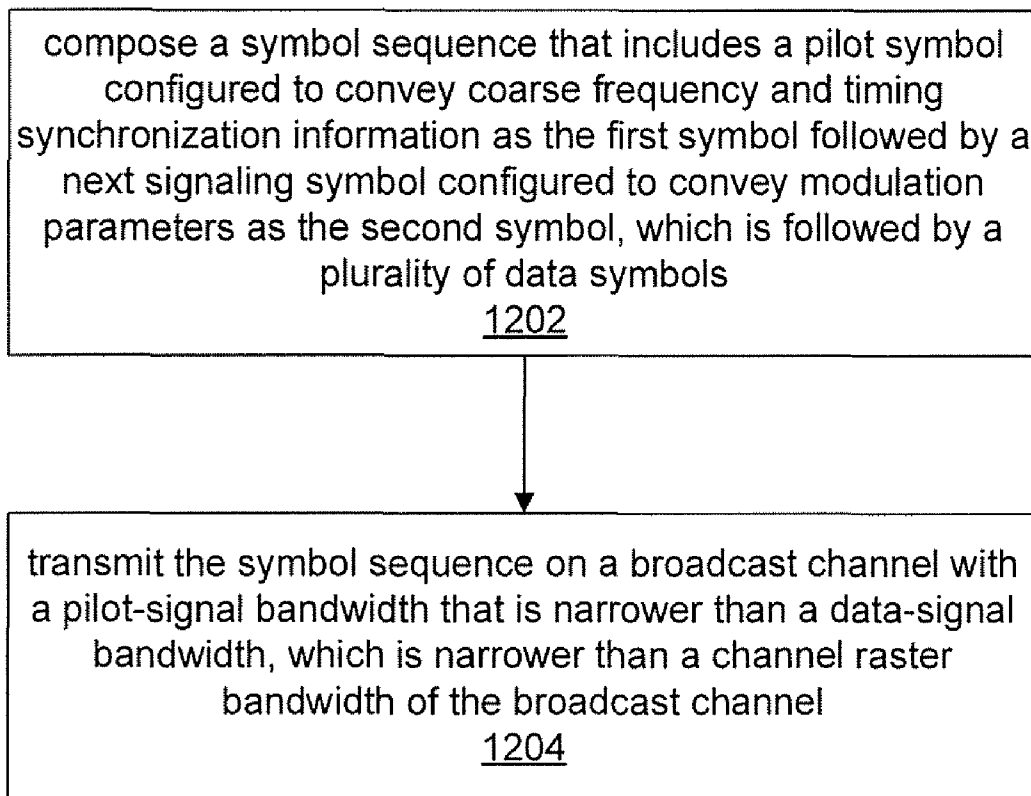 compose a symbol sequence that includes a pilot symbol
configured to convey coarse frequency and timing
synchronization information as the first symbol followed by a
next signaling symbol configured to convey modulation
parameters as the second symbol, which is followed by a
plurality of data symbols
1202
transmit the symbol sequence on a broadcast channel with
a pilot-signal bandwidth that is narrower than a data-signal
bandwidth, which is narrower than a channel raster
bandwidth of the broadcast channel
1204